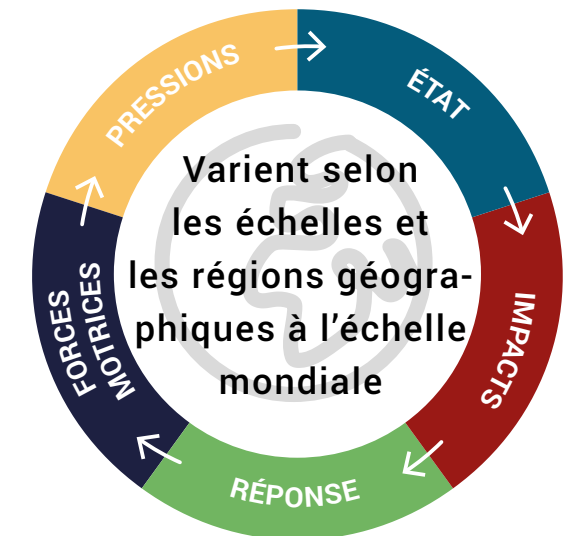 PRESSIONS
ÉTAT
IMPACTS
RÉPONSE
FORCES
MOTRICES
Varient selon
les échelles et
les régions géogra-
phiques à l’échelle
mondiale